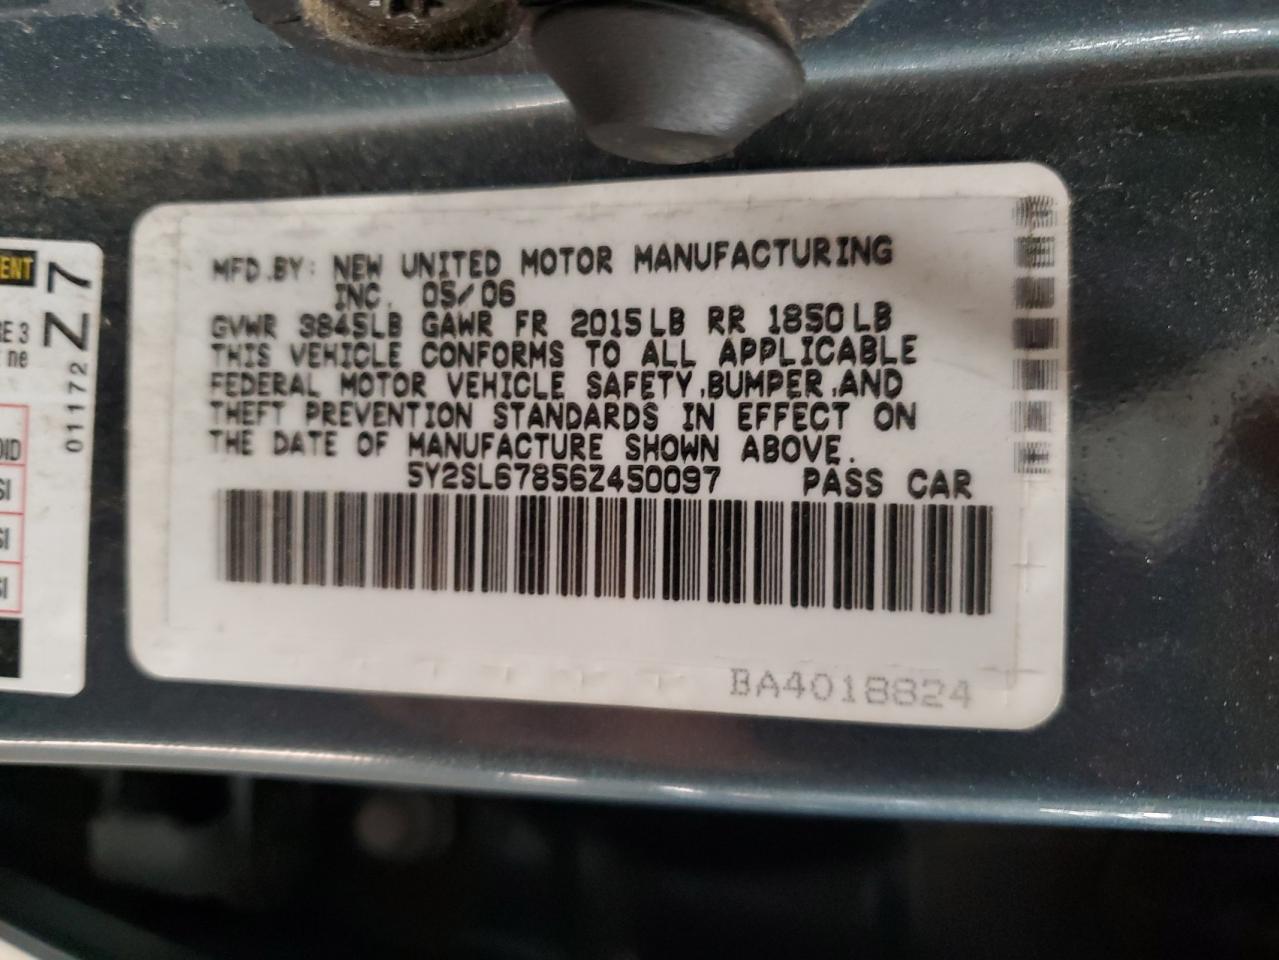 MFD.BY: NEW UNITED MOTOR MANUFACTURING
INC. 05/06
GVWR 3845LB GAWR FR 2015LB RR 1850LB
THIS VEHICLE CONFORMS TO ALL APPLICABLE
FEDERAL MOTOR VEHICLE SAFETY,BUMPER,AND
THEFT PREVENTION STANDARDS IN EFFECT ON
THE DATE OF MANUFACTURE SHOWN ABOVE.
5Y2SL67856Z450097 PASS CAR
BA4018824
01172 Z7